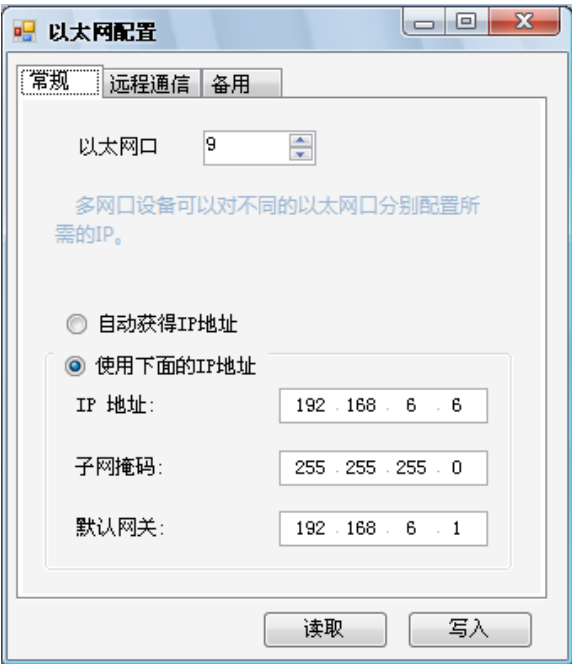 以太网配置
常规 远程通信 备用
以太网口 9
多网口设备可以对不同的以太网口分别配置所
需的IP。
自动获得IP地址
使用下面的IP地址
IP 地址: 192 . 168 . 6 . 6
子网掩码: 255 . 255 . 255 . 0
默认网关: 192 . 168 . 6 . 1
读取 写入